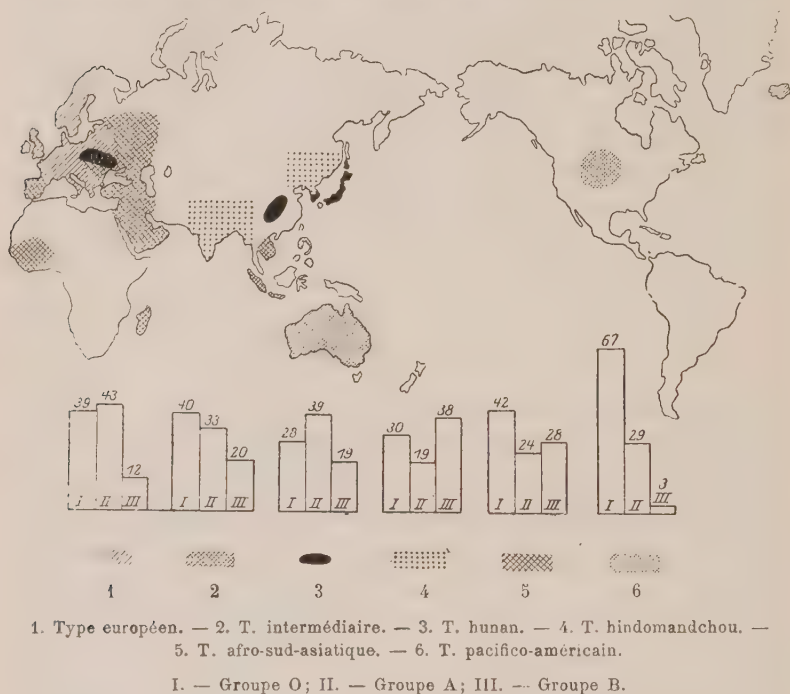 67
39 43 40 33 39 30 38 42
28 19 19 24 28 29
12 20 3
I II III I II III I II III I II III I II III I II III
1 2 3 4 5 6
1. Type européen. — 2. T. intermédiaire. — 3. T. hunan. — 4. T. hindomandchou. —
5. T. afro-sud-asiatique. — 6. T. pacifico-américain.
I. — Groupe O; II. — Groupe A; III. — Groupe B.